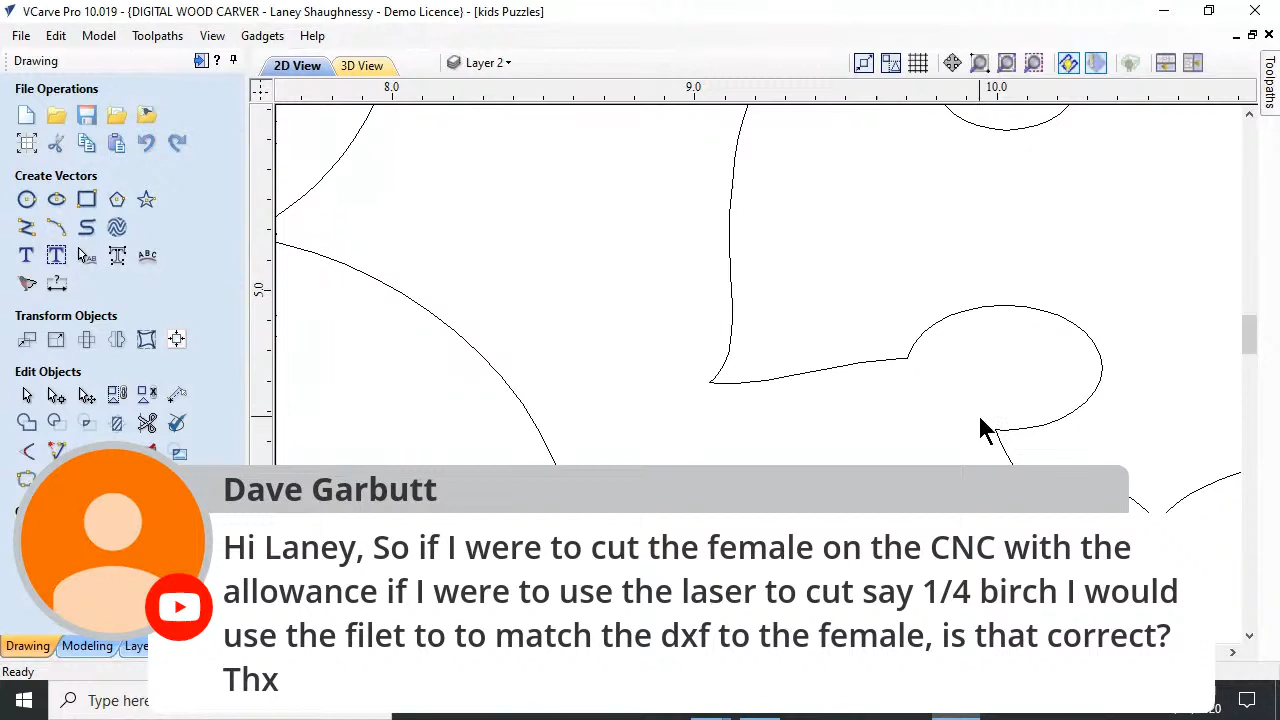 VCarve Pro 10.019 - {DIGITAL WOOD CARVER - Laney Shaughnessy - Demo Licence} - [kids Puzzles]
File Edit Model Toolpaths View Gadgets Help
Drawing
2D View 3D View Layer 2
Toolpaths
File Operations
8.0 9.0 10.0
Create Vectors
5.0
Transform Objects
Edit Objects
Dave Garbutt
Hi Laney, So if I were to cut the female on the CNC with the
allowance if I were to use the laser to cut say 1/4 birch I would
use the filet to to match the dxf to the female, is that correct?
Thx
Drawing Modeling Laye
Ready
Type here
20